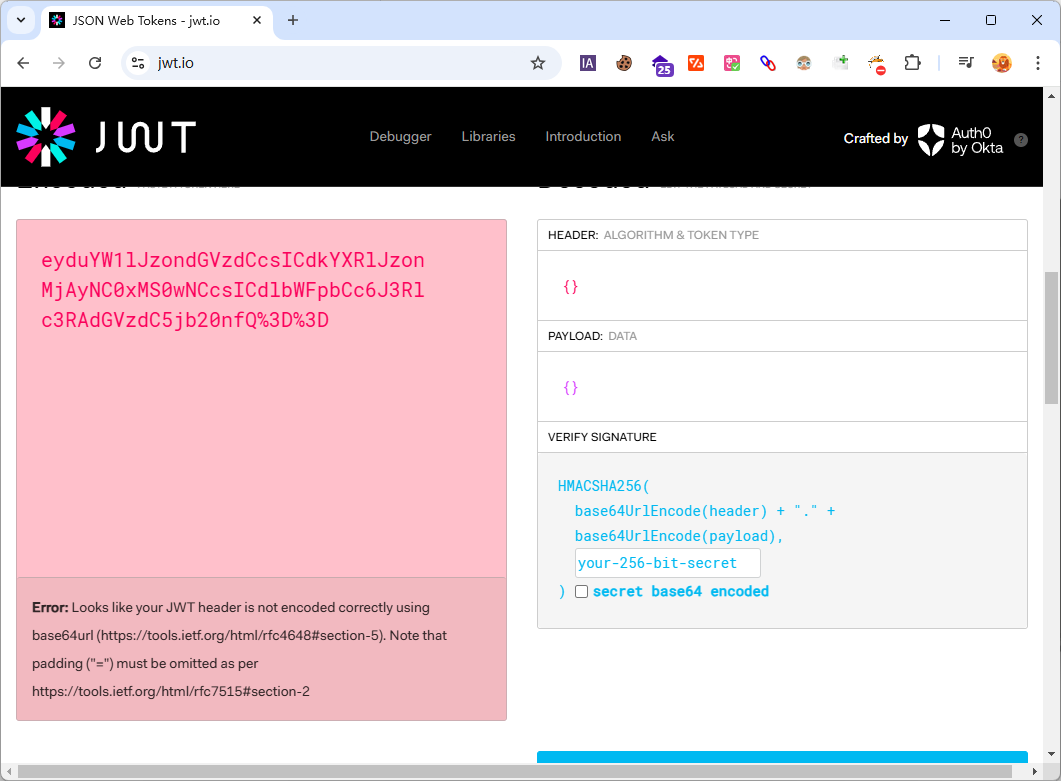 JSON Web Tokens - jwt.io
jwt.io
IA
25
JWT
Debugger
Libraries
Introduction
Ask
Crafted by
Auth0
by Okta
?
HEADER: ALGORITHM & TOKEN TYPE
eyduYW1lJzondGVzdCcsICdkYXRlJzon
MjAyNC0xMS0wNCcsICdlbWFpbCc6J3Rl
c3RAdGVzdC5jb20nfQ%3D%3D
{}
PAYLOAD: DATA
{}
VERIFY SIGNATURE
HMACSHA256(
base64UrlEncode(header) + "." +
base64UrlEncode(payload),
your-256-bit-secret
) secret base64 encoded
Error: Looks like your JWT header is not encoded correctly using
base64url (https://tools.ietf.org/html/rfc4648#section-5). Note that
padding ("=") must be omitted as per
https://tools.ietf.org/html/rfc7515#section-2